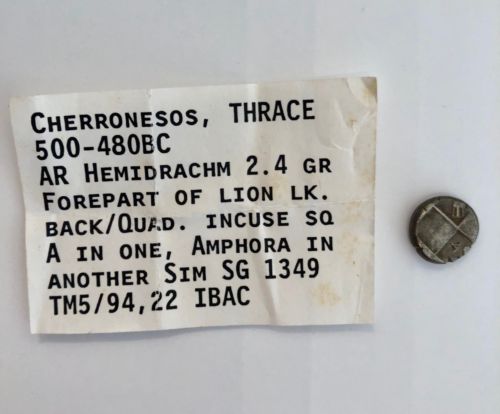 CHERRONESOS, THRACE
500-480BC
AR HEMIDRACHM 2.4 GR
FOREPART OF LION LK.
BACK/QUAD. INCUSE SQ
A IN ONE, AMPHORA IN
ANOTHER SIM SG 1349
TM5/94,22 IBAC